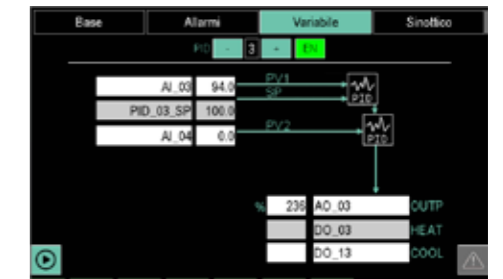 Base Allarmi Variabile Sinottico
PID - 3 + EN
AI_03 94.0 PV1
SP
PID_03_SP 100.0
PID
AI_04 0.0 PV2
PID
% 236 AO_03 OUTP
DO_03 HEAT
DO_13 COOL